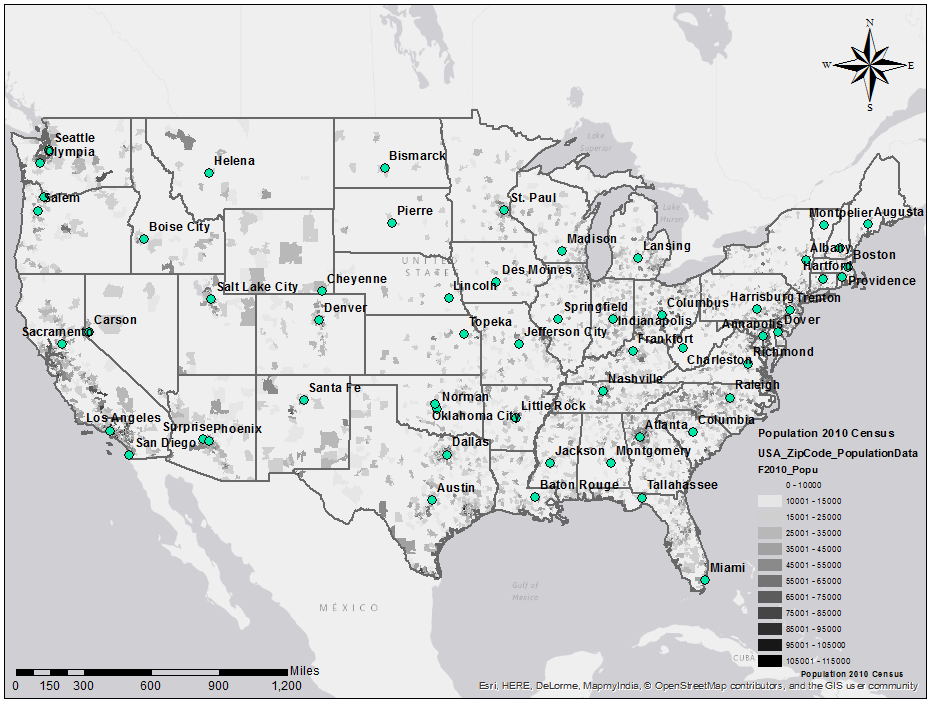 N
W E
S
Lake
Superior
Lake
Huron
Seattle
Olympia
Helena
Bismarck
Salem
Boise City
Pierre
St. Paul
Montpelier Augusta
Madison
Lansing
Albany
Boston
UNITED
STATES
Hartford
Providence
Salt Lake City
Cheyenne
Des Moines
Lincoln
Denver
Springfield
Columbus
Harrisburg
Trenton
Carson
Sacramento
Topeka
Jefferson City
Indianapolis
Annapolis
Dover
Frankfort
Charleston
Richmond
Nashville
Raleigh
Santa Fe
Norman
Oklahoma City
Little Rock
Los Angeles
Surprise
Phoenix
San Diego
Atlanta
Columbia
Dallas
Jackson
Montgomery
Austin
Baton Rouge
Tallahassee
Miami
Gulf of
Mexico
MÉXICO
CUBA
Population 2010 Census
USA_ZipCode_PopulationData
F2010_Popu
0 - 10000
10001 - 15000
15001 - 25000
25001 - 35000
35001 - 45000
45001 - 55000
55001 - 65000
65001 - 75000
75001 - 85000
85001 - 95000
95001 - 105000
105001 - 115000
Population 2010 Census
Miles
0 150 300 600 900 1,200
Esri, HERE, DeLorme, MapmyIndia, © OpenStreetMap contributors, and the GIS user community